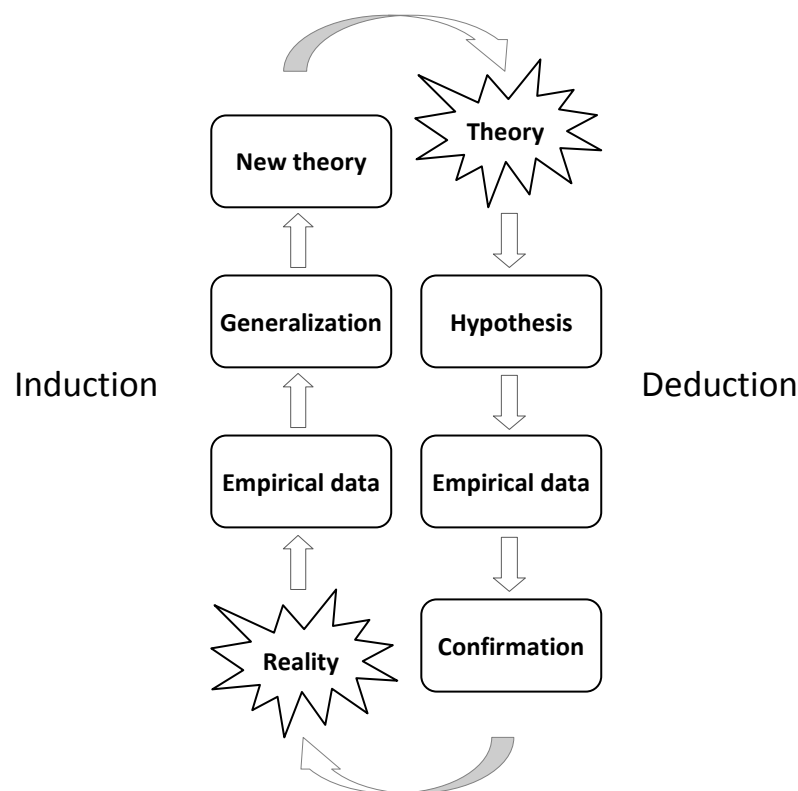 Theory
New theory
Generalization
Hypothesis
Induction
Deduction
Empirical data
Empirical data
Reality
Confirmation